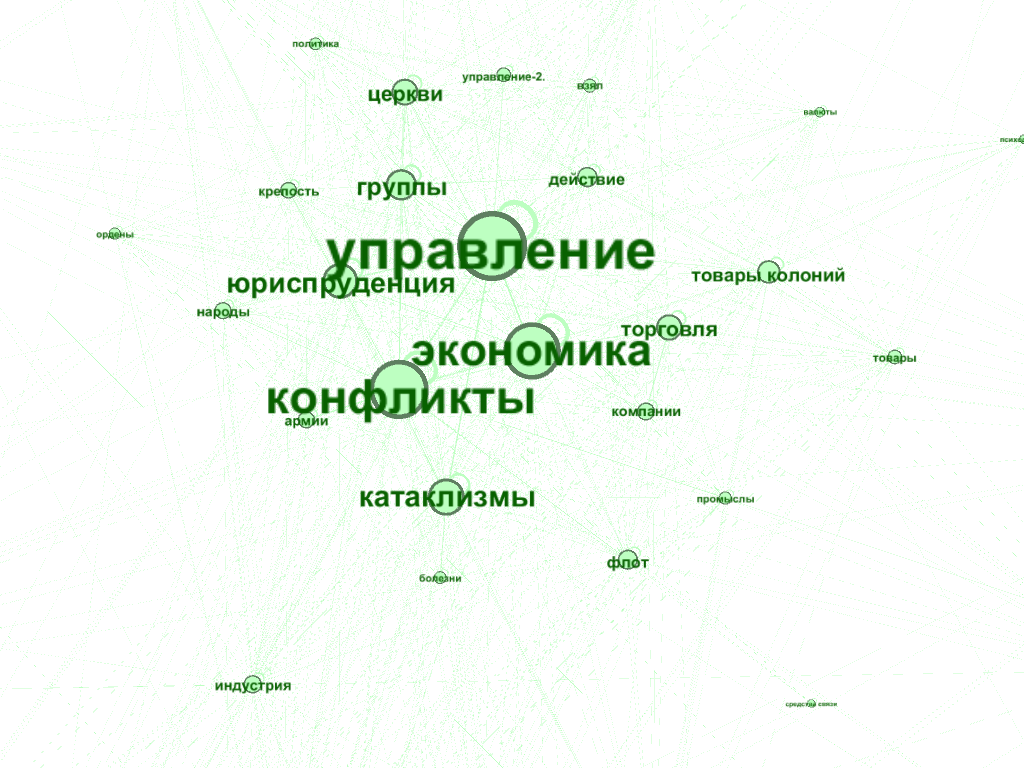 политика
управление-2.
взял
церкви
валюты
группы
действие
крепость
ордены
управление
юриспруденция
товары колоний
народы
торговля
экономика
товары
конфликты
компании
армии
катаклизмы
промыслы
флот
болезни
индустрия
средства связи